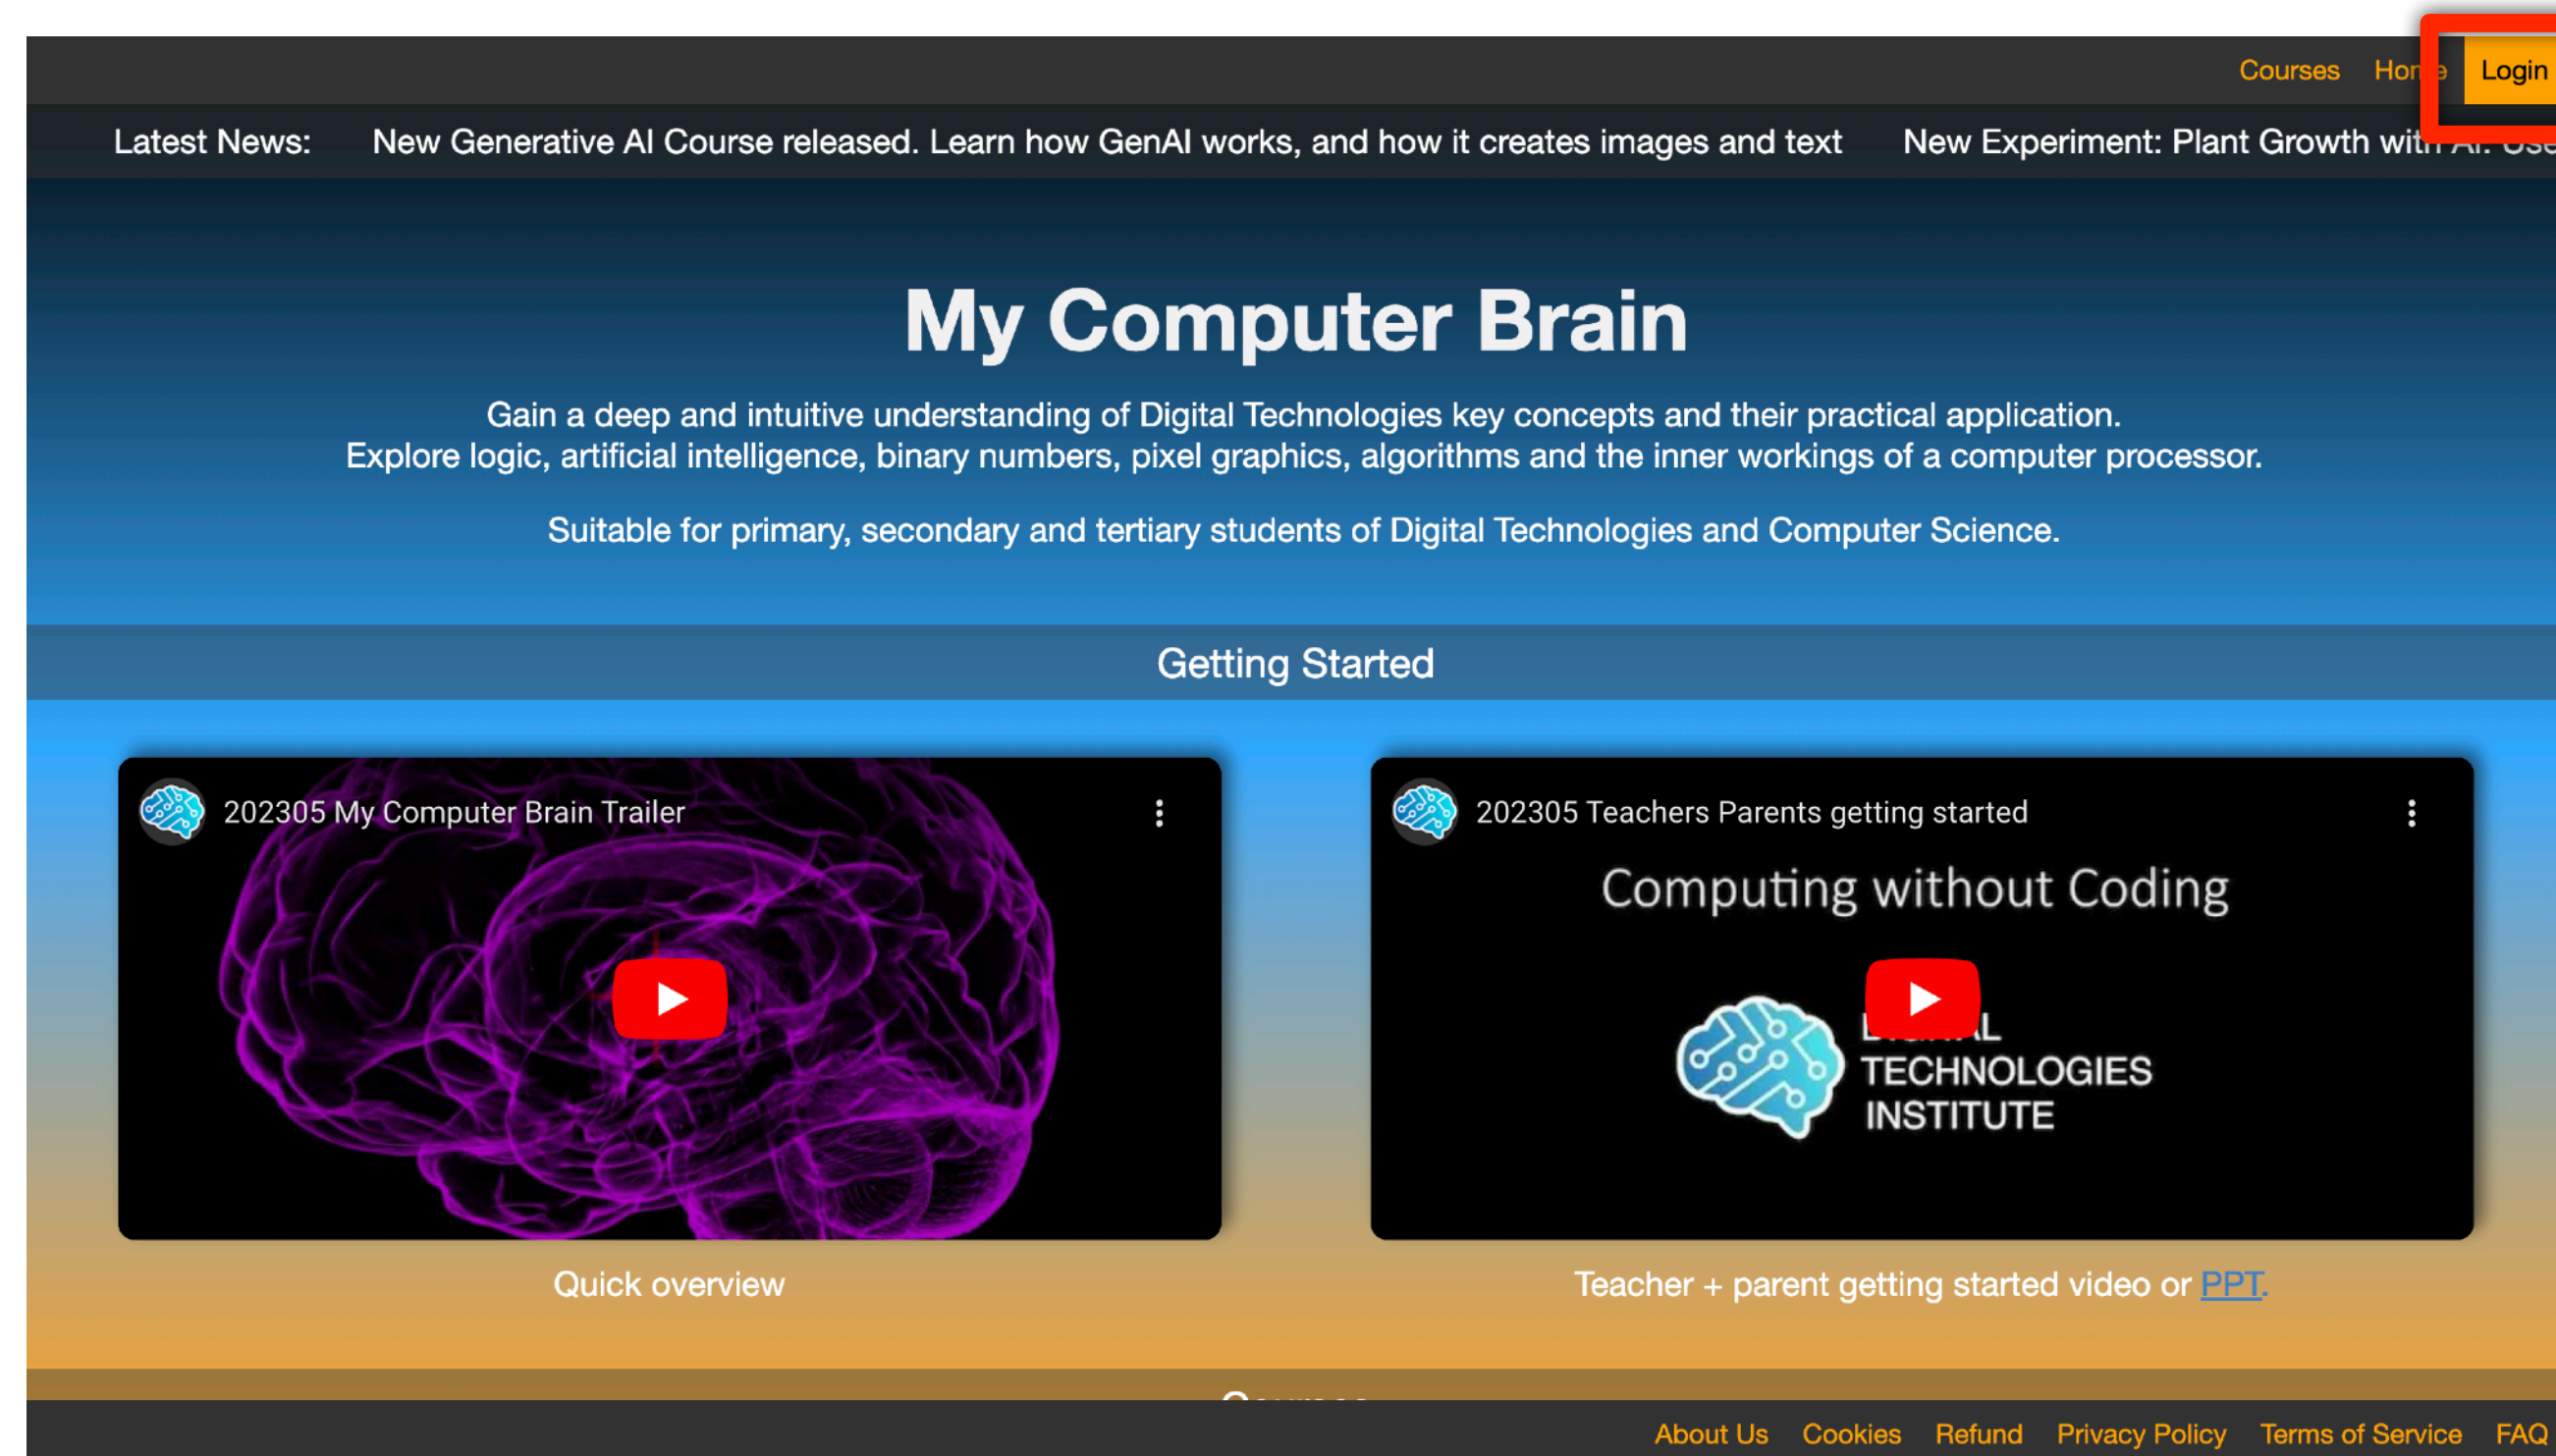 Courses Home Login
Latest News: New Generative AI Course released. Learn how GenAI works, and how it creates images and text New Experiment: Plant Growth with AI. Use
My Computer Brain
Gain a deep and intuitive understanding of Digital Technologies key concepts and their practical application.
Explore logic, artificial intelligence, binary numbers, pixel graphics, algorithms and the inner workings of a computer processor.
Suitable for primary, secondary and tertiary students of Digital Technologies and Computer Science.
Getting Started
202305 My Computer Brain Trailer
202305 Teachers Parents getting started
Computing without Coding
TECHNOLOGIES
INSTITUTE
Quick overview
Teacher + parent getting started video or PPT.
About Us Cookies Refund Privacy Policy Terms of Service FAQ